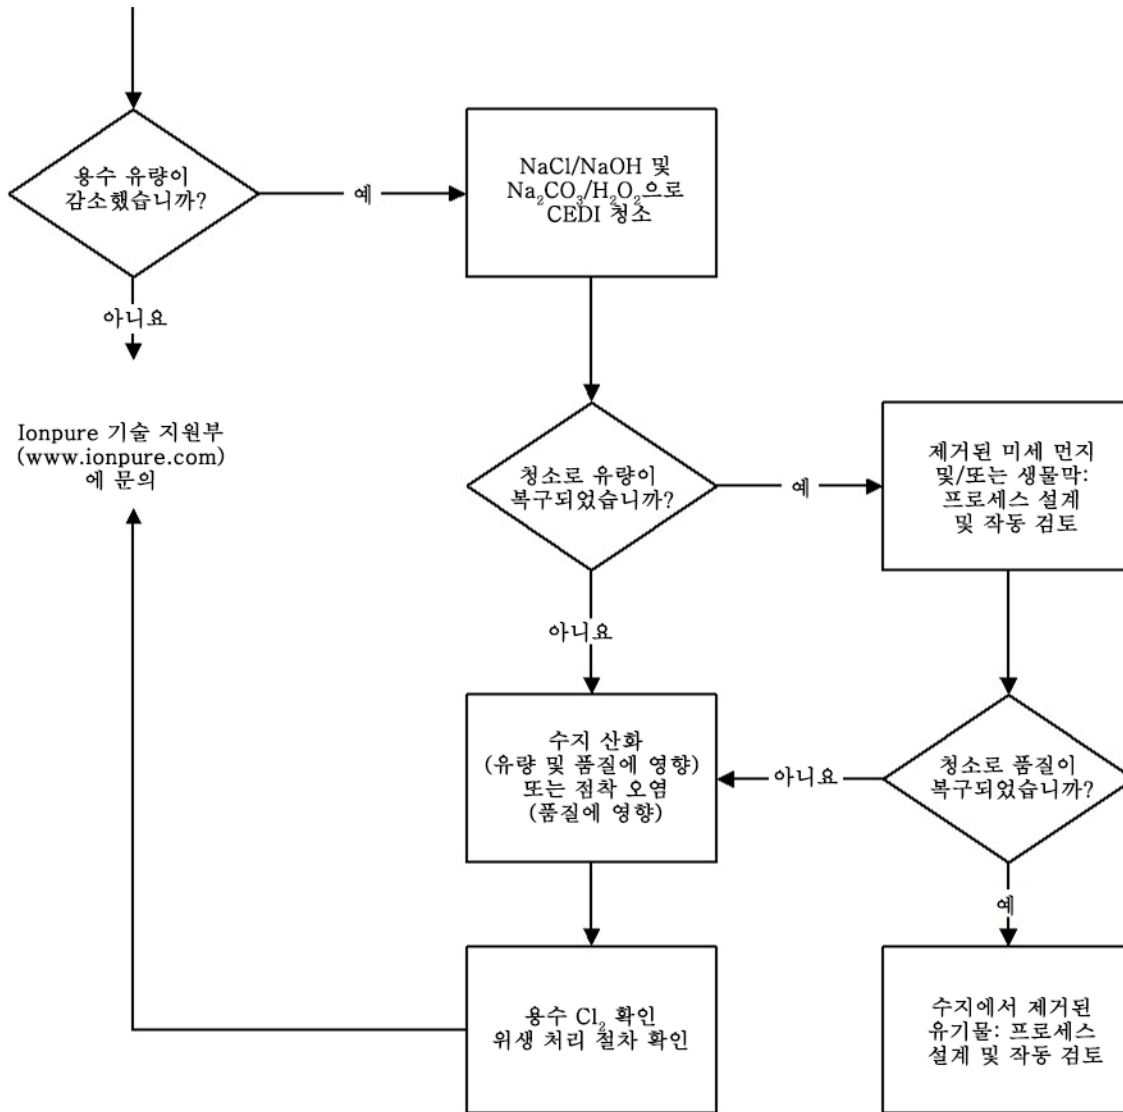 용수 유량이
감소했습니까?
예
NaCl/NaOH 및
Na₂CO₃/H₂O₂으로
CEDI 청소
아니요
Ionpure 기술 지원부
(www.ionpure.com)
에 문의
청소로 유량이
복구되었습니까?
예
제거된 미세 먼지
및/또는 생물막:
프로세스 설계
및 작동 검토
아니요
수지 산화
(유량 및 품질에 영향)
또는 점착 오염
(품질에 영향)
아니요
청소로 품질이
복구되었습니까?
예
용수 Cl₂ 확인
위생 처리 절차 확인
수지에서 제거된
유기물: 프로세스
설계 및 작동 검토